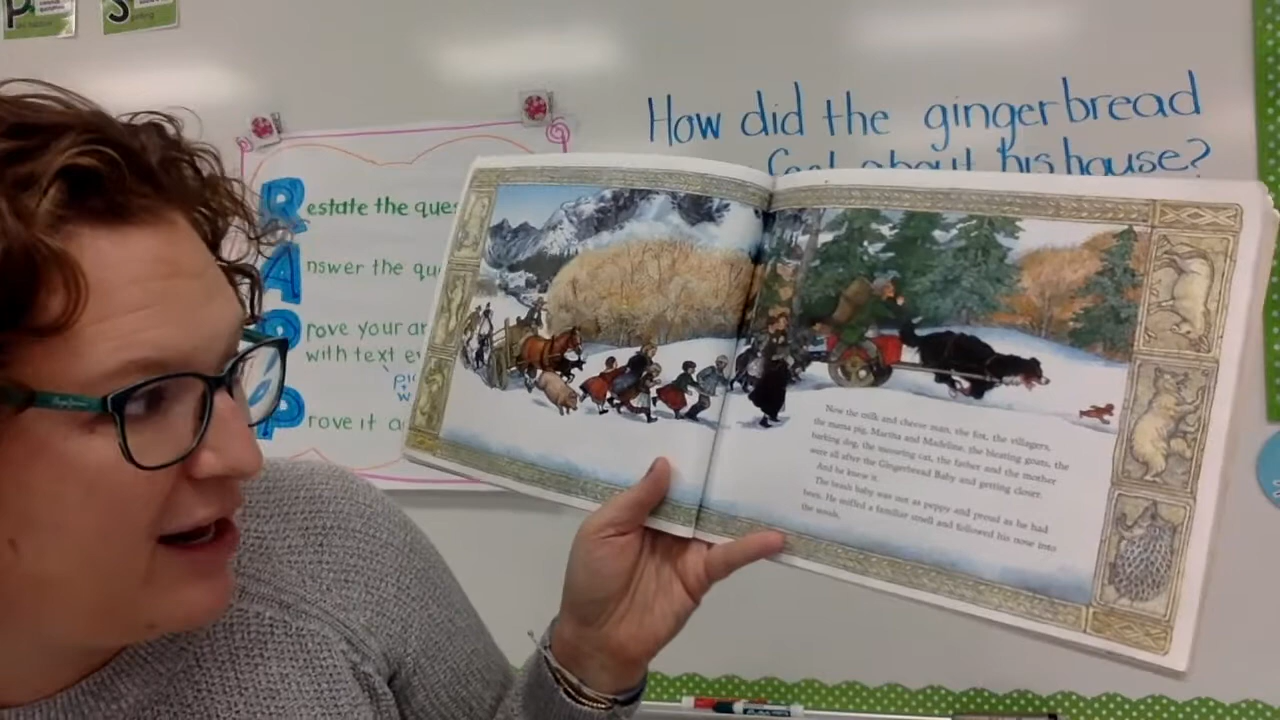 P
S
How did the gingerbread
feel about his house?
Restate the ques
Answer the qu
Prove your an
with text ev
Prove it a
Now the milk and cheese man, the fox, the villagers,
the mama pig, Martha and Madeline, the bleating goats, the
barking dog, the meowing cat, the father and the mother
were all after the Gingerbread Baby and getting closer.
And he knew it.
The brash baby was not as peppy and proud as he had
been. He sniffed a familiar smell and followed his nose into
the woods.